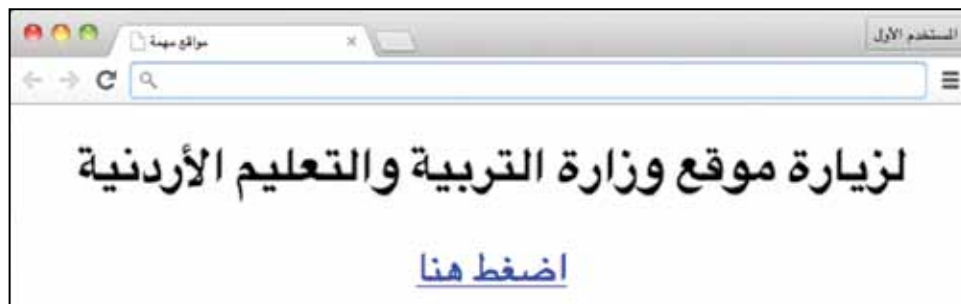 مواقع مهمة
المستخدم الأول
لزيارة موقع وزارة التربية والتعليم الأردنية
اضغط هنا